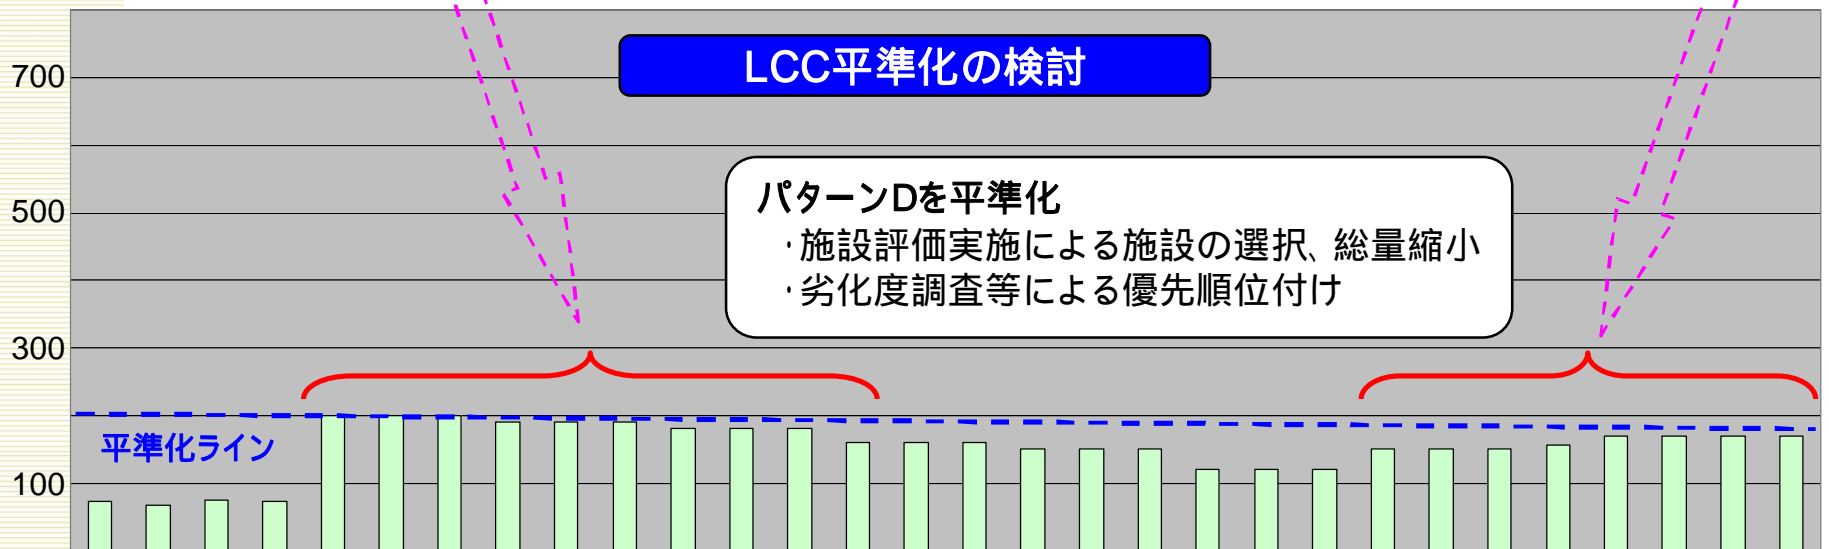 LCC平準化の検討
700
パターンDを平準化
500
・施設評価実施による施設の選択、総量縮小
・劣化度調査等による優先順位付け
300
平準化ライン
100